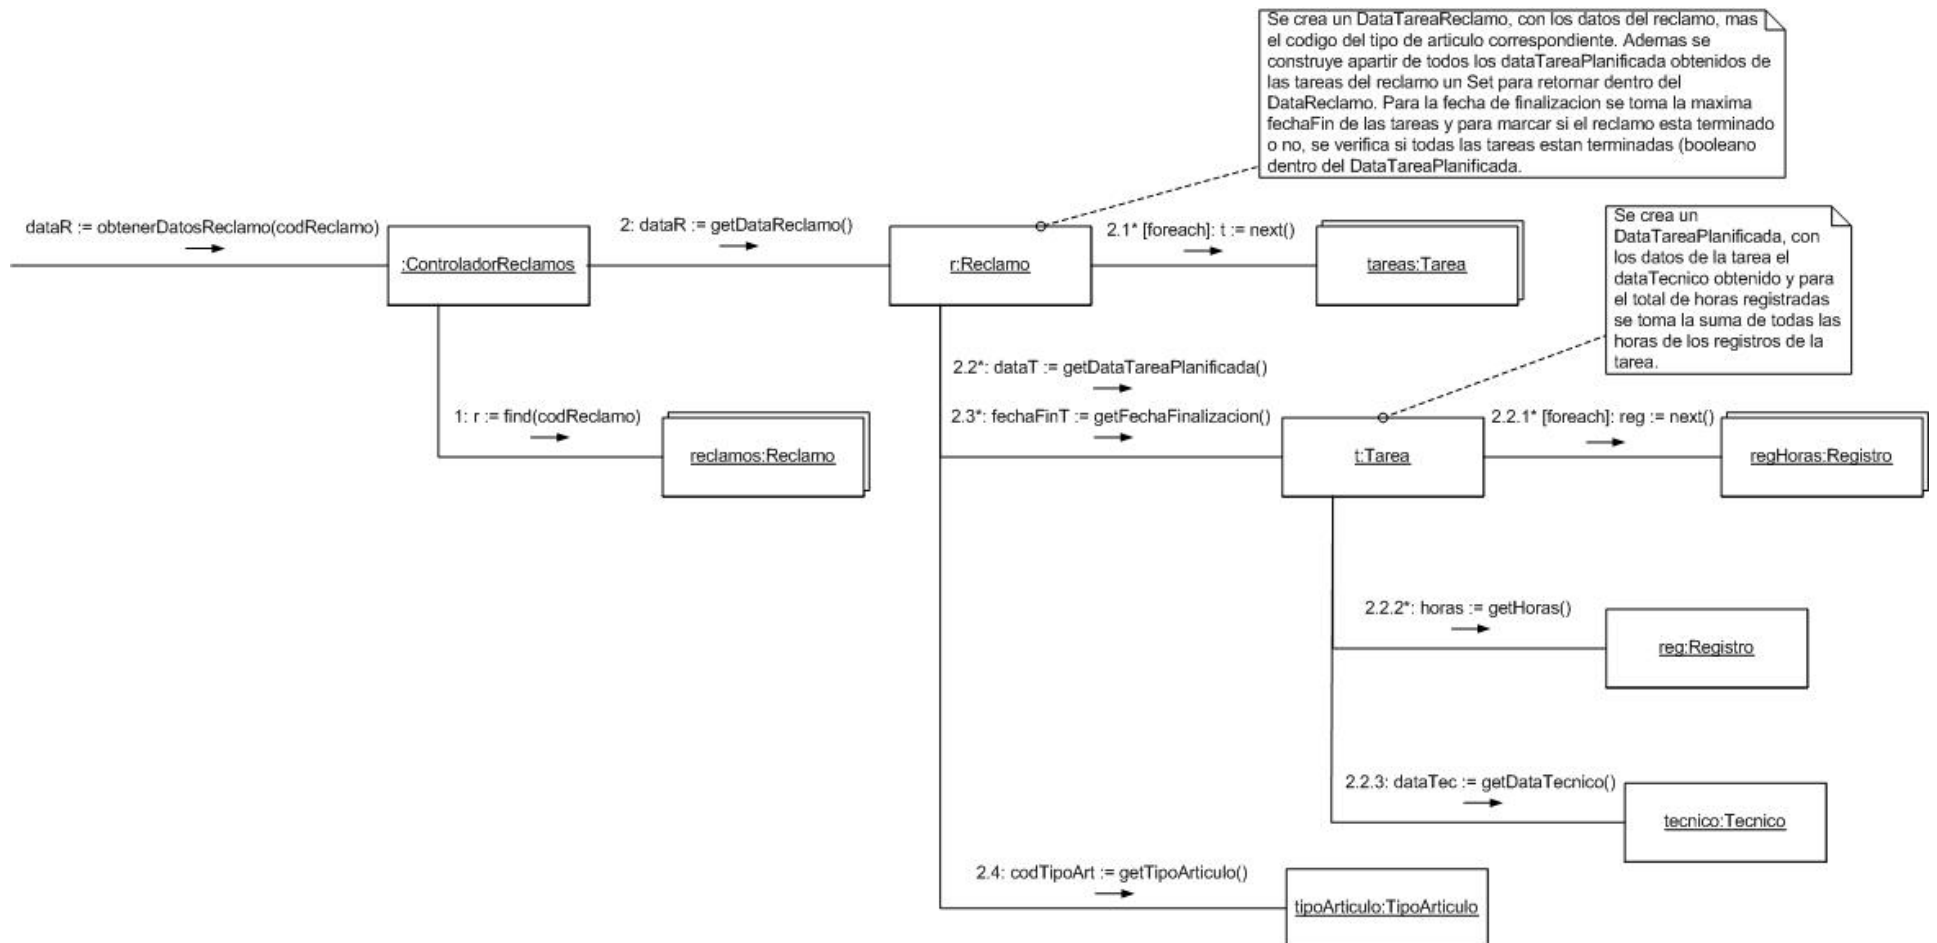 Se crea un DataTareaReclamo, con los datos del reclamo, mas
el codigo del tipo de articulo correspondiente. Ademas se
construye apartir de todos los dataTareaPlanificada obtenidos de
las tareas del reclamo un Set para retornar dentro del
DataReclamo. Para la fecha de finalizacion se toma la maxima
fechaFin de las tareas y para marcar si el reclamo esta terminado
o no, se verifica si todas las tareas estan terminadas (booleano
dentro del DataTareaPlanificada.
dataR := obtenerDatosReclamo(codReclamo)
:ControladorReclamos
2: dataR := getDataReclamo()
r:Reclamo
2.1* [foreach]: t := next()
tareas:Tarea
Se crea un
DataTareaPlanificada, con
los datos de la tarea el
dataTecnico obtenido y para
el total de horas registradas
se toma la suma de todas las
horas de los registros de la
tarea.
2.2*: dataT := getDataTareaPlanificada()
2.3*: fechaFinT := getFechaFinalizacion()
1: r := find(codReclamo)
reclamos:Reclamo
t:Tarea
2.2.1* [foreach]: reg := next()
regHoras:Registro
2.2.2*: horas := getHoras()
reg:Registro
2.2.3: dataTec := getDataTecnico()
tecnico:Tecnico
2.4: codTipoArt := getTipoArticulo()
tipoArticulo:TipoArticulo